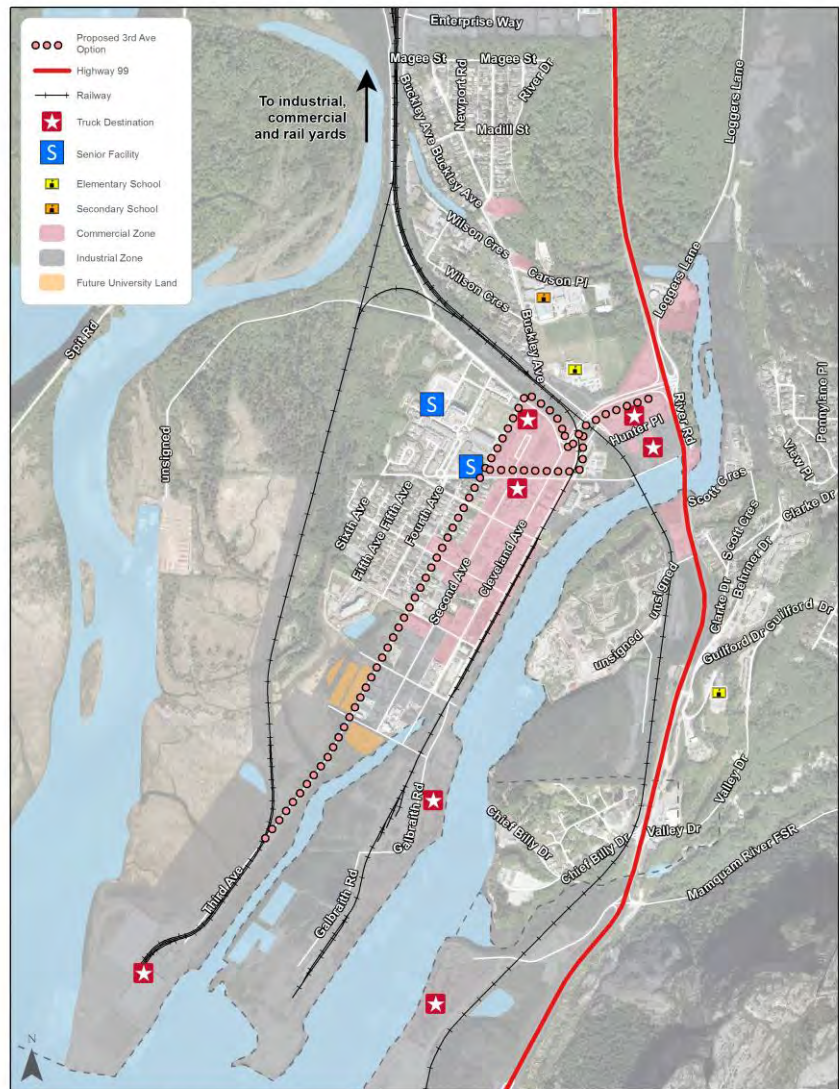 Proposed 3rd Ave
Option
Highway 99
Railway
Truck Destination
S
Senior Facility
Elementary School
Secondary School
Commercial Zone
Industrial Zone
Future University Land
To industrial,
commercial
and rail yards
Enterprise Way
Magee St
Magee St
Newport Rd
River Dr
Buckley Ave
Madill St
Buckley Ave
Loggers Lane
Wilson Cres
Carson Pl
Wilson Cres
Buckley Ave
Loggers Lane
Spit Rd
unsigned
S
S
River Rd
Hunter Pl
Pennylane Pl
View Pl
Scott Cres
Clarke Dr
Scott Cres
Behrner Dr
Sixth Ave
Fifth Ave
Fifth Ave
Fourth Ave
Second Ave
Cleveland Ave
unsigned
unsigned
Clarke Dr
Guilford Dr
Guilford Dr
Valley Dr
Galbraith Rd
Chief Billy Dr
Chief Billy Dr
Valley Dr
Mamquam River FSR
Third Ave
Galbraith Rd
N